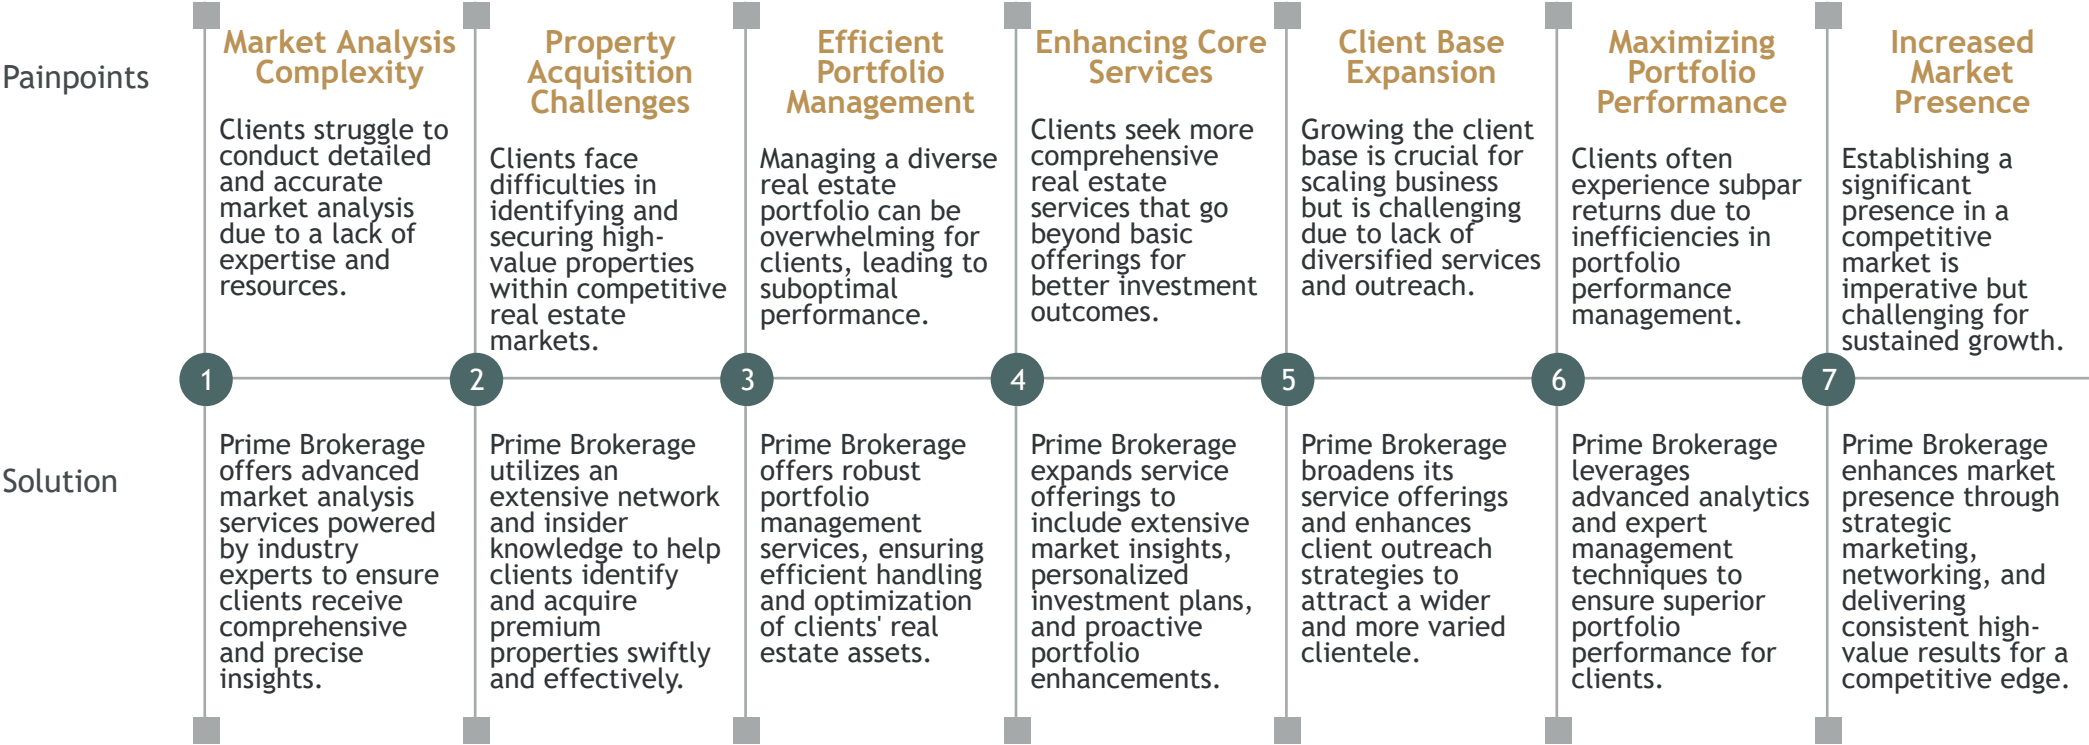 Painpoints
Market Analysis
Complexity
Clients struggle to
conduct detailed
and accurate
market analysis
due to a lack of
expertise and
resources.
Property
Acquisition
Challenges
Clients face
difficulties in
identifying and
securing high-
value properties
within competitive
real estate
markets.
Efficient
Portfolio
Management
Managing a diverse
real estate
portfolio can be
overwhelming for
clients, leading to
suboptimal
performance.
Enhancing Core
Services
Clients seek more
comprehensive
real estate
services that go
beyond basic
offerings for
better investment
outcomes.
Client Base
Expansion
Growing the client
base is crucial for
scaling business
but is challenging
due to lack of
diversified services
and outreach.
Maximizing
Portfolio
Performance
Clients often
experience subpar
returns due to
inefficiencies in
portfolio
performance
management.
Increased
Market
Presence
Establishing a
significant
presence in a
competitive
market is
imperative but
challenging for
sustained growth.
1
2
3
4
5
6
7
Solution
Prime Brokerage
offers advanced
market analysis
services powered
by industry
experts to ensure
clients receive
comprehensive
and precise
insights.
Prime Brokerage
utilizes an
extensive network
and insider
knowledge to help
clients identify
and acquire
premium
properties swiftly
and effectively.
Prime Brokerage
offers robust
portfolio
management
services, ensuring
efficient handling
and optimization
of clients' real
estate assets.
Prime Brokerage
expands service
offerings to
include extensive
market insights,
personalized
investment plans,
and proactive
portfolio
enhancements.
Prime Brokerage
broadens its
service offerings
and enhances
client outreach
strategies to
attract a wider
and more varied
clientele.
Prime Brokerage
leverages
advanced analytics
and expert
management
techniques to
ensure superior
portfolio
performance for
clients.
Prime Brokerage
enhances market
presence through
strategic
marketing,
networking, and
delivering
consistent high-
value results for a
competitive edge.